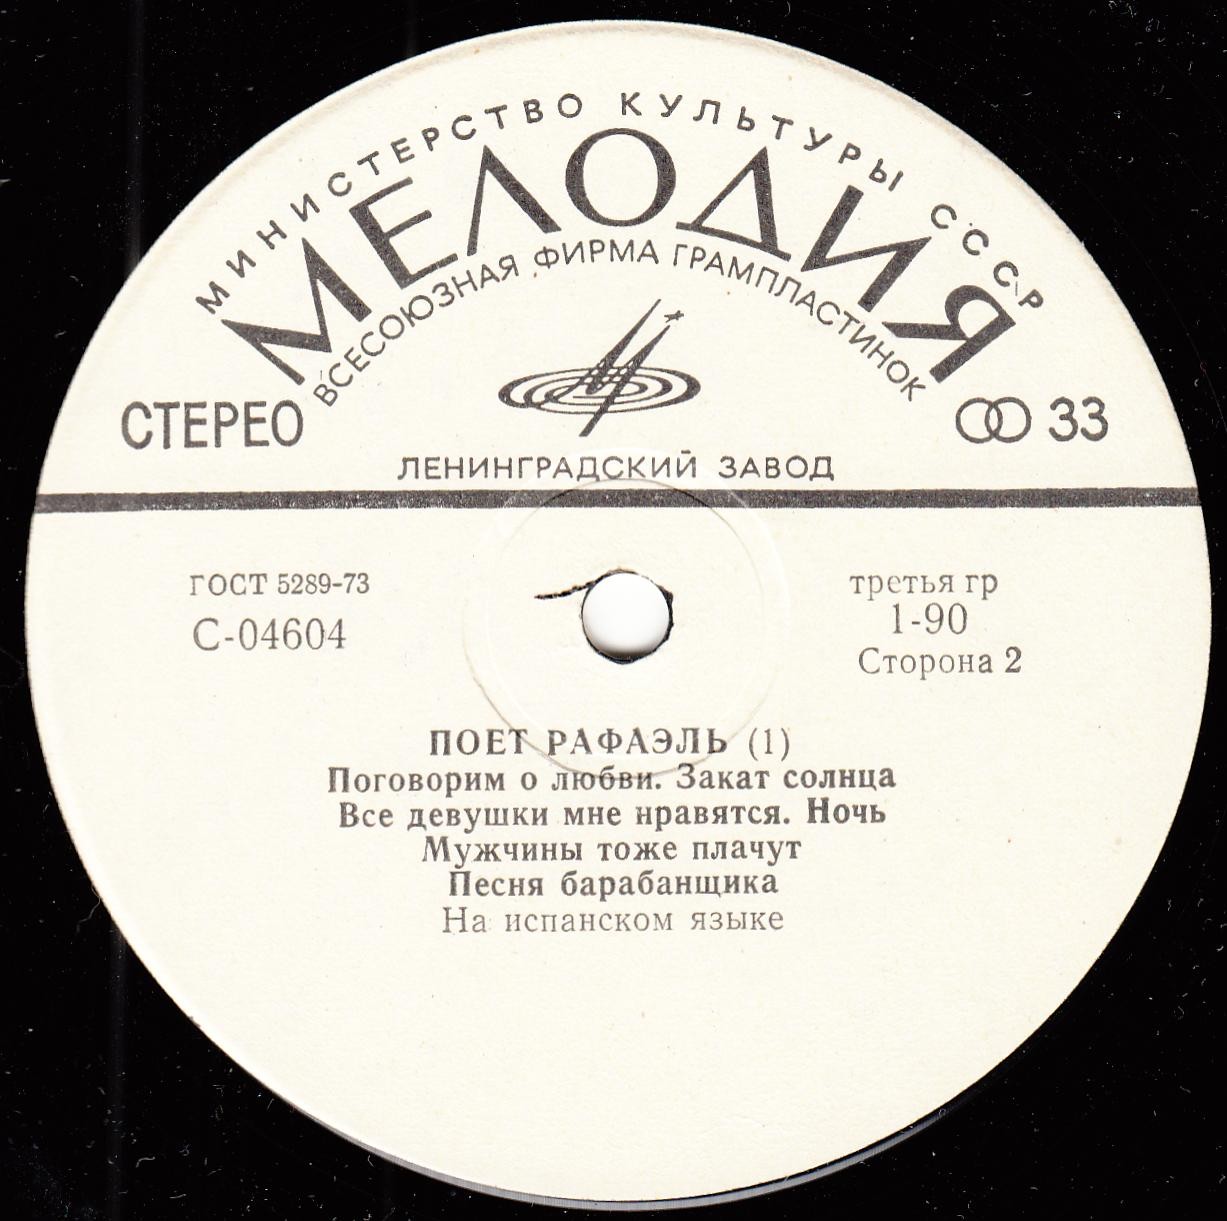 МИНИСТЕРСТВО КУЛЬТУРЫ СССР
МЕЛОДИЯ
ВСЕСОЮЗНАЯ ФИРМА ГРАМПЛАСТИНОК
СТЕРЕО
33
ЛЕНИНГРАДСКИЙ ЗАВОД
ГОСТ 5289-73
С-04604
третья гр
1-90
Сторона 2
ПОЕТ РАФАЭЛЬ (1)
Поговорим о любви. Закат солнца
Все девушки мне нравятся. Ночь
Мужчины тоже плачут
Песня барабанщика
На испанском языке